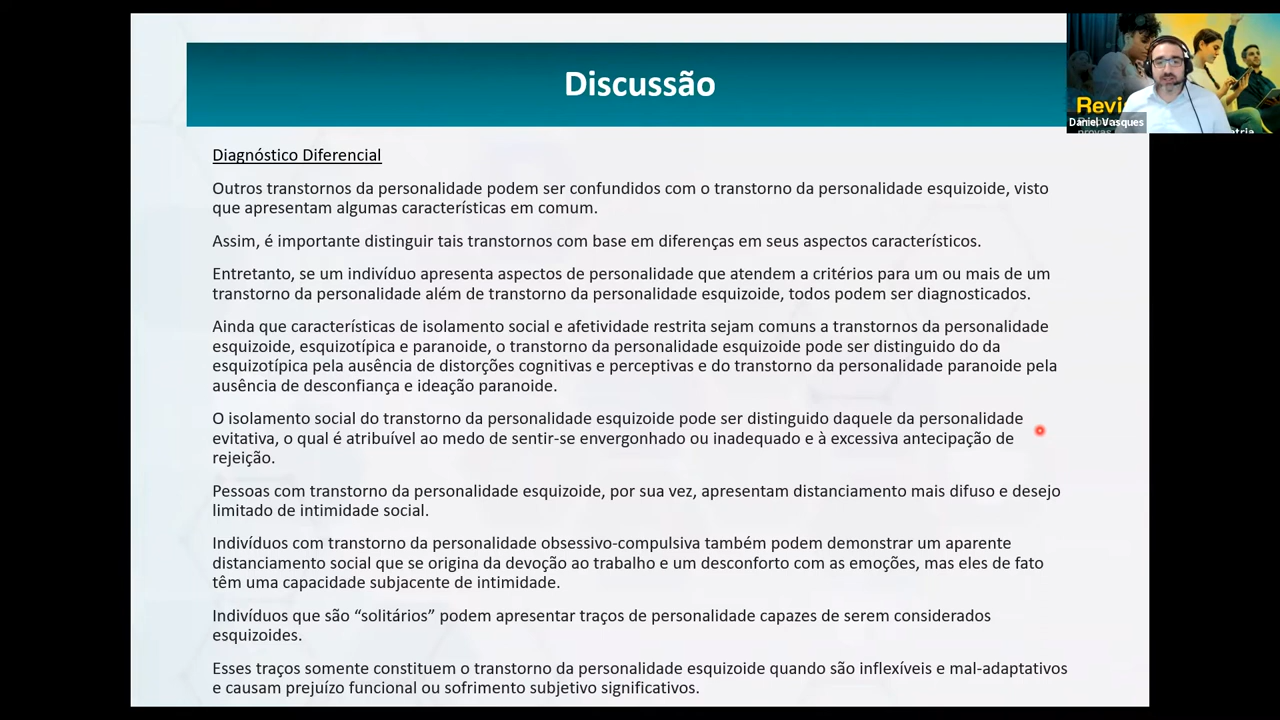 Discussão
Revi
Daniel Vasques
provas
etria
Diagnóstico Diferencial
Outros transtornos da personalidade podem ser confundidos com o transtorno da personalidade esquizoide, visto
que apresentam algumas características em comum.
Assim, é importante distinguir tais transtornos com base em diferenças em seus aspectos característicos.
Entretanto, se um indivíduo apresenta aspectos de personalidade que atendem a critérios para um ou mais de um
transtorno da personalidade além de transtorno da personalidade esquizoide, todos podem ser diagnosticados.
Ainda que características de isolamento social e afetividade restrita sejam comuns a transtornos da personalidade
esquizoide, esquizotípica e paranoide, o transtorno da personalidade esquizoide pode ser distinguido do da
esquizotípica pela ausência de distorções cognitivas e perceptivas e do transtorno da personalidade paranoide pela
ausência de desconfiança e ideação paranoide.
O isolamento social do transtorno da personalidade esquizoide pode ser distinguido daquele da personalidade
evitativa, o qual é atribuível ao medo de sentir-se envergonhado ou inadequado e à excessiva antecipação de
rejeição.
Pessoas com transtorno da personalidade esquizoide, por sua vez, apresentam distanciamento mais difuso e desejo
limitado de intimidade social.
Indivíduos com transtorno da personalidade obsessivo-compulsiva também podem demonstrar um aparente
distanciamento social que se origina da devoção ao trabalho e um desconforto com as emoções, mas eles de fato
têm uma capacidade subjacente de intimidade.
Indivíduos que são “solitários” podem apresentar traços de personalidade capazes de serem considerados
esquizoides.
Esses traços somente constituem o transtorno da personalidade esquizoide quando são inflexíveis e mal-adaptativos
e causam prejuízo funcional ou sofrimento subjetivo significativos.